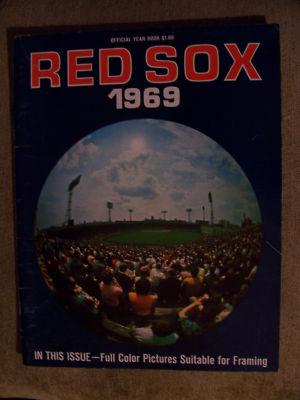 OFFICIAL YEAR BOOK $1.00
RED SOX
1969
IN THIS ISSUE—Full Color Pictures Suitable for Framing